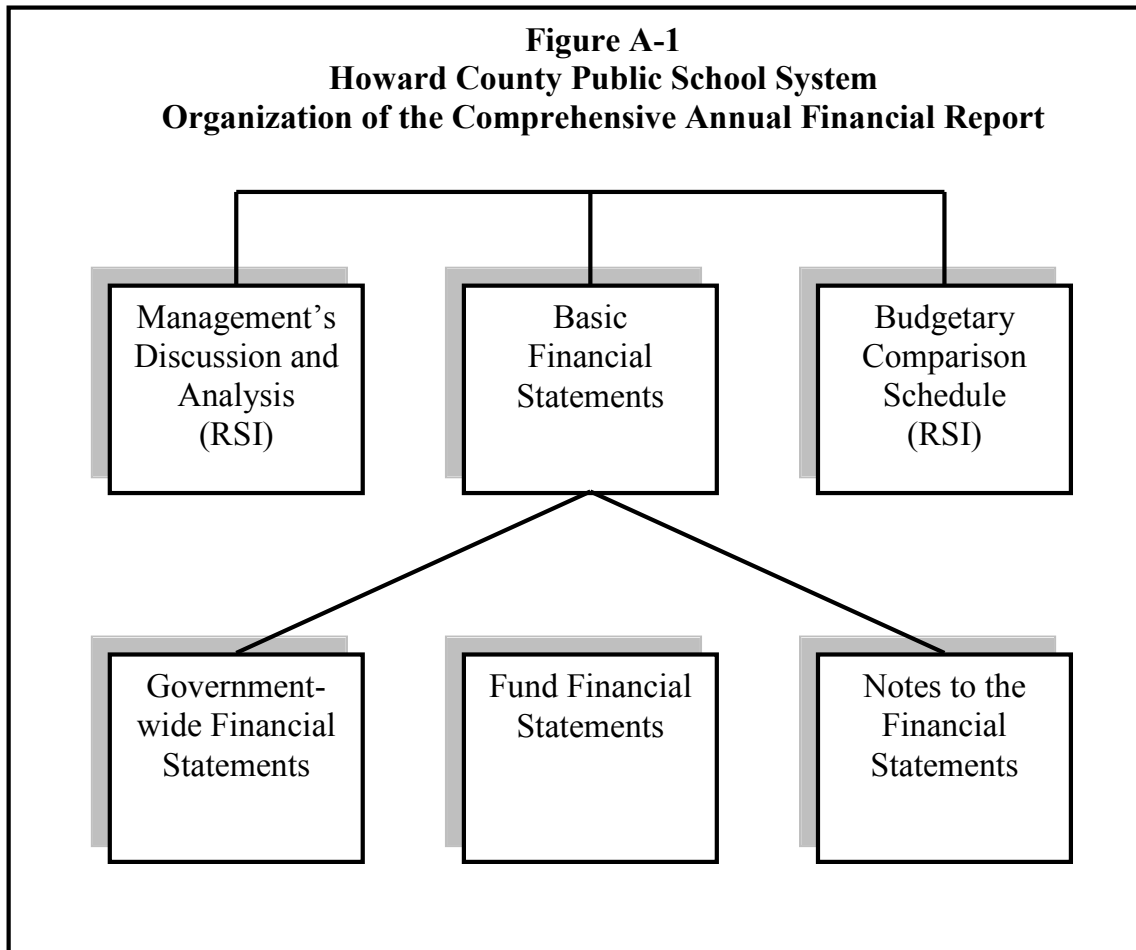 Figure A-1
Howard County Public School System
Organization of the Comprehensive Annual Financial Report
Management’s
Discussion and
Analysis
(RSI)
Basic
Financial
Statements
Budgetary
Comparison
Schedule
(RSI)
Government-
wide Financial
Statements
Fund Financial
Statements
Notes to the
Financial
Statements